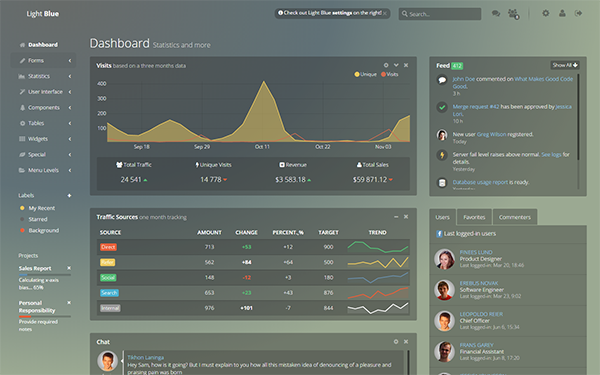 Light Blue
Check out Light Blue settings on the right!
Search...
Dashboard
Forms
Statistics
User Interface
Components
Tables
Widgets
Special
Menu Levels
Labels
My Recent
Starred
Background
Projects
Sales Report
Calculating x-axis
bias... 65%
Personal
Responsibility
Provide required
notes
Dashboard Statistics and more
Visits based on a three months data
Unique Visits
400
300
200
100
Sep 18 Sep 29 Oct 11 Oct 22 Nov 03
Total Traffic Unique Visits Revenue Total Sales
24 541 14 778 $3 583.18 $59 871.12
Traffic Sources one month tracking
SOURCE AMOUNT CHANGE PERCENT.,% TARGET TREND
Direct 713 +53 +12 900
562 +84 +64 500
Social 148 -12 +3 180
Search 653 +23 +43 876
Internal 976 +101 -7 844
Chat
Tikhon Laninga
Hey Sam, how is it going? But I must explain to you how all this mistaken idea of denouncing of a pleasure and
praising pain was born
Feed 412
Show All
John Doe commented on What Makes Good Code
Good.
3 h
Merge request #42 has been approved by Jessica
Lori.
10 h
New user Greg Wilson registered.
Today
Server fail level raises above normal. See logs for
details.
Yesterday
Database usage report is ready.
Yesterday
Users Favorites Commenters
Last logged-in users
FINEES LUND
Product Designer
Last logged-in: Mar 20, 18:46
EREBUS NOVAK
Software Engineer
Last logged-in: Mar 23, 9:02
LEOPOLDO REIER
Chief Officer
Last logged-in: Jun 6, 15:34
FRANS GAREY
Financial Assistant
Last logged-in: Jun 8, 17:20